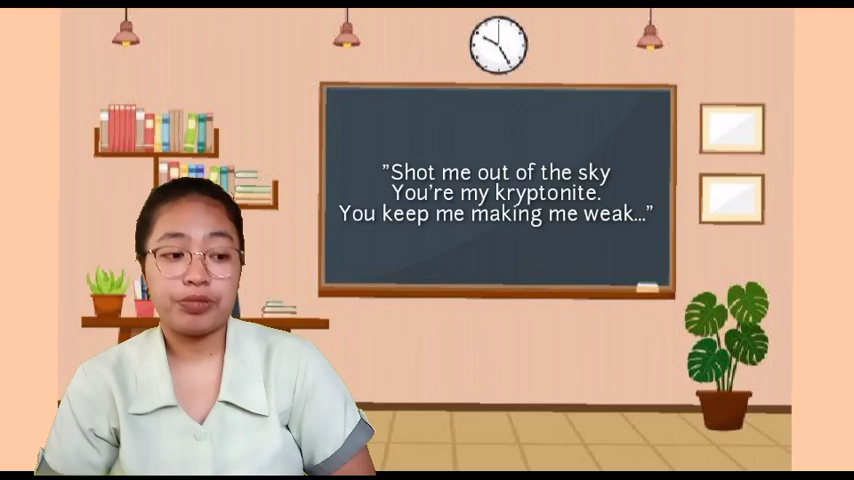 "Shot me out of the sky
You're my kryptonite.
You keep me making me weak..."